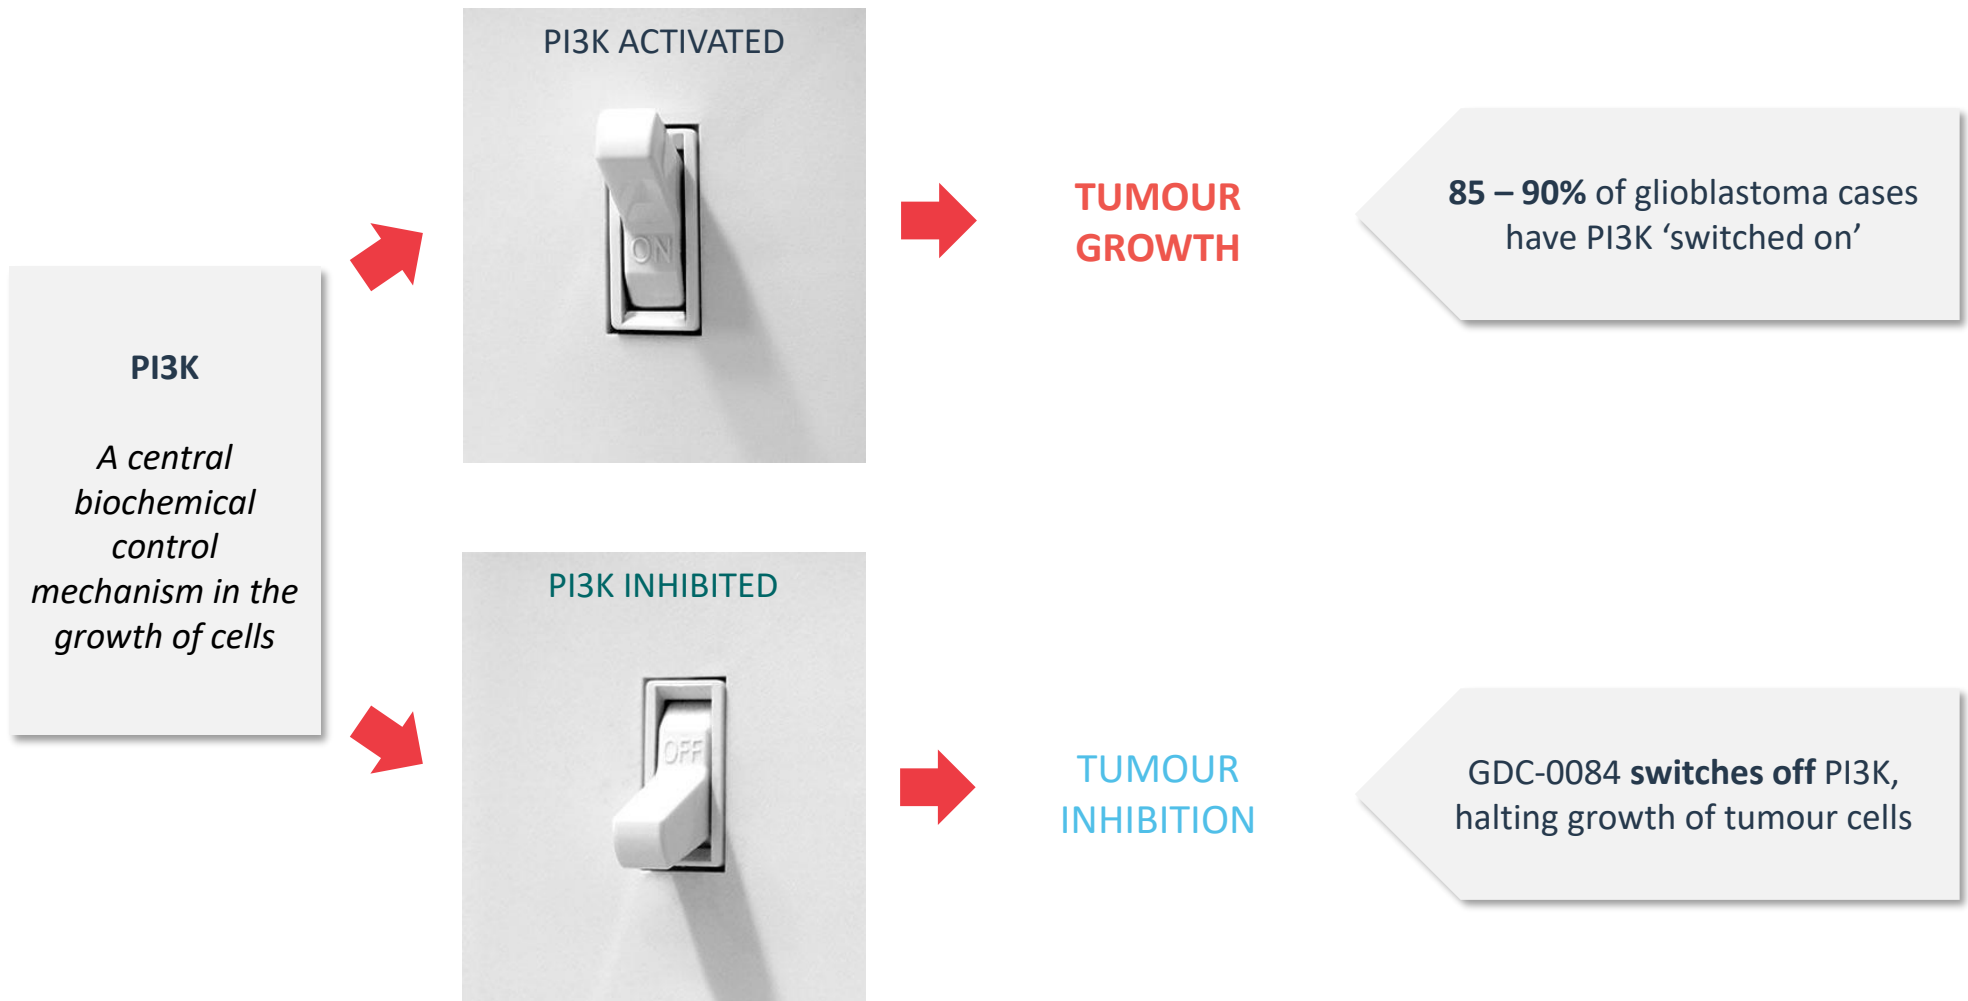 PI3K
A central
biochemical
control
mechanism in the
growth of cells
PI3K ACTIVATED
ON
TUMOUR
GROWTH
85 – 90% of glioblastoma cases
have PI3K ‘switched on’
PI3K INHIBITED
OFF
TUMOUR
INHIBITION
GDC-0084 switches off PI3K,
halting growth of tumour cells